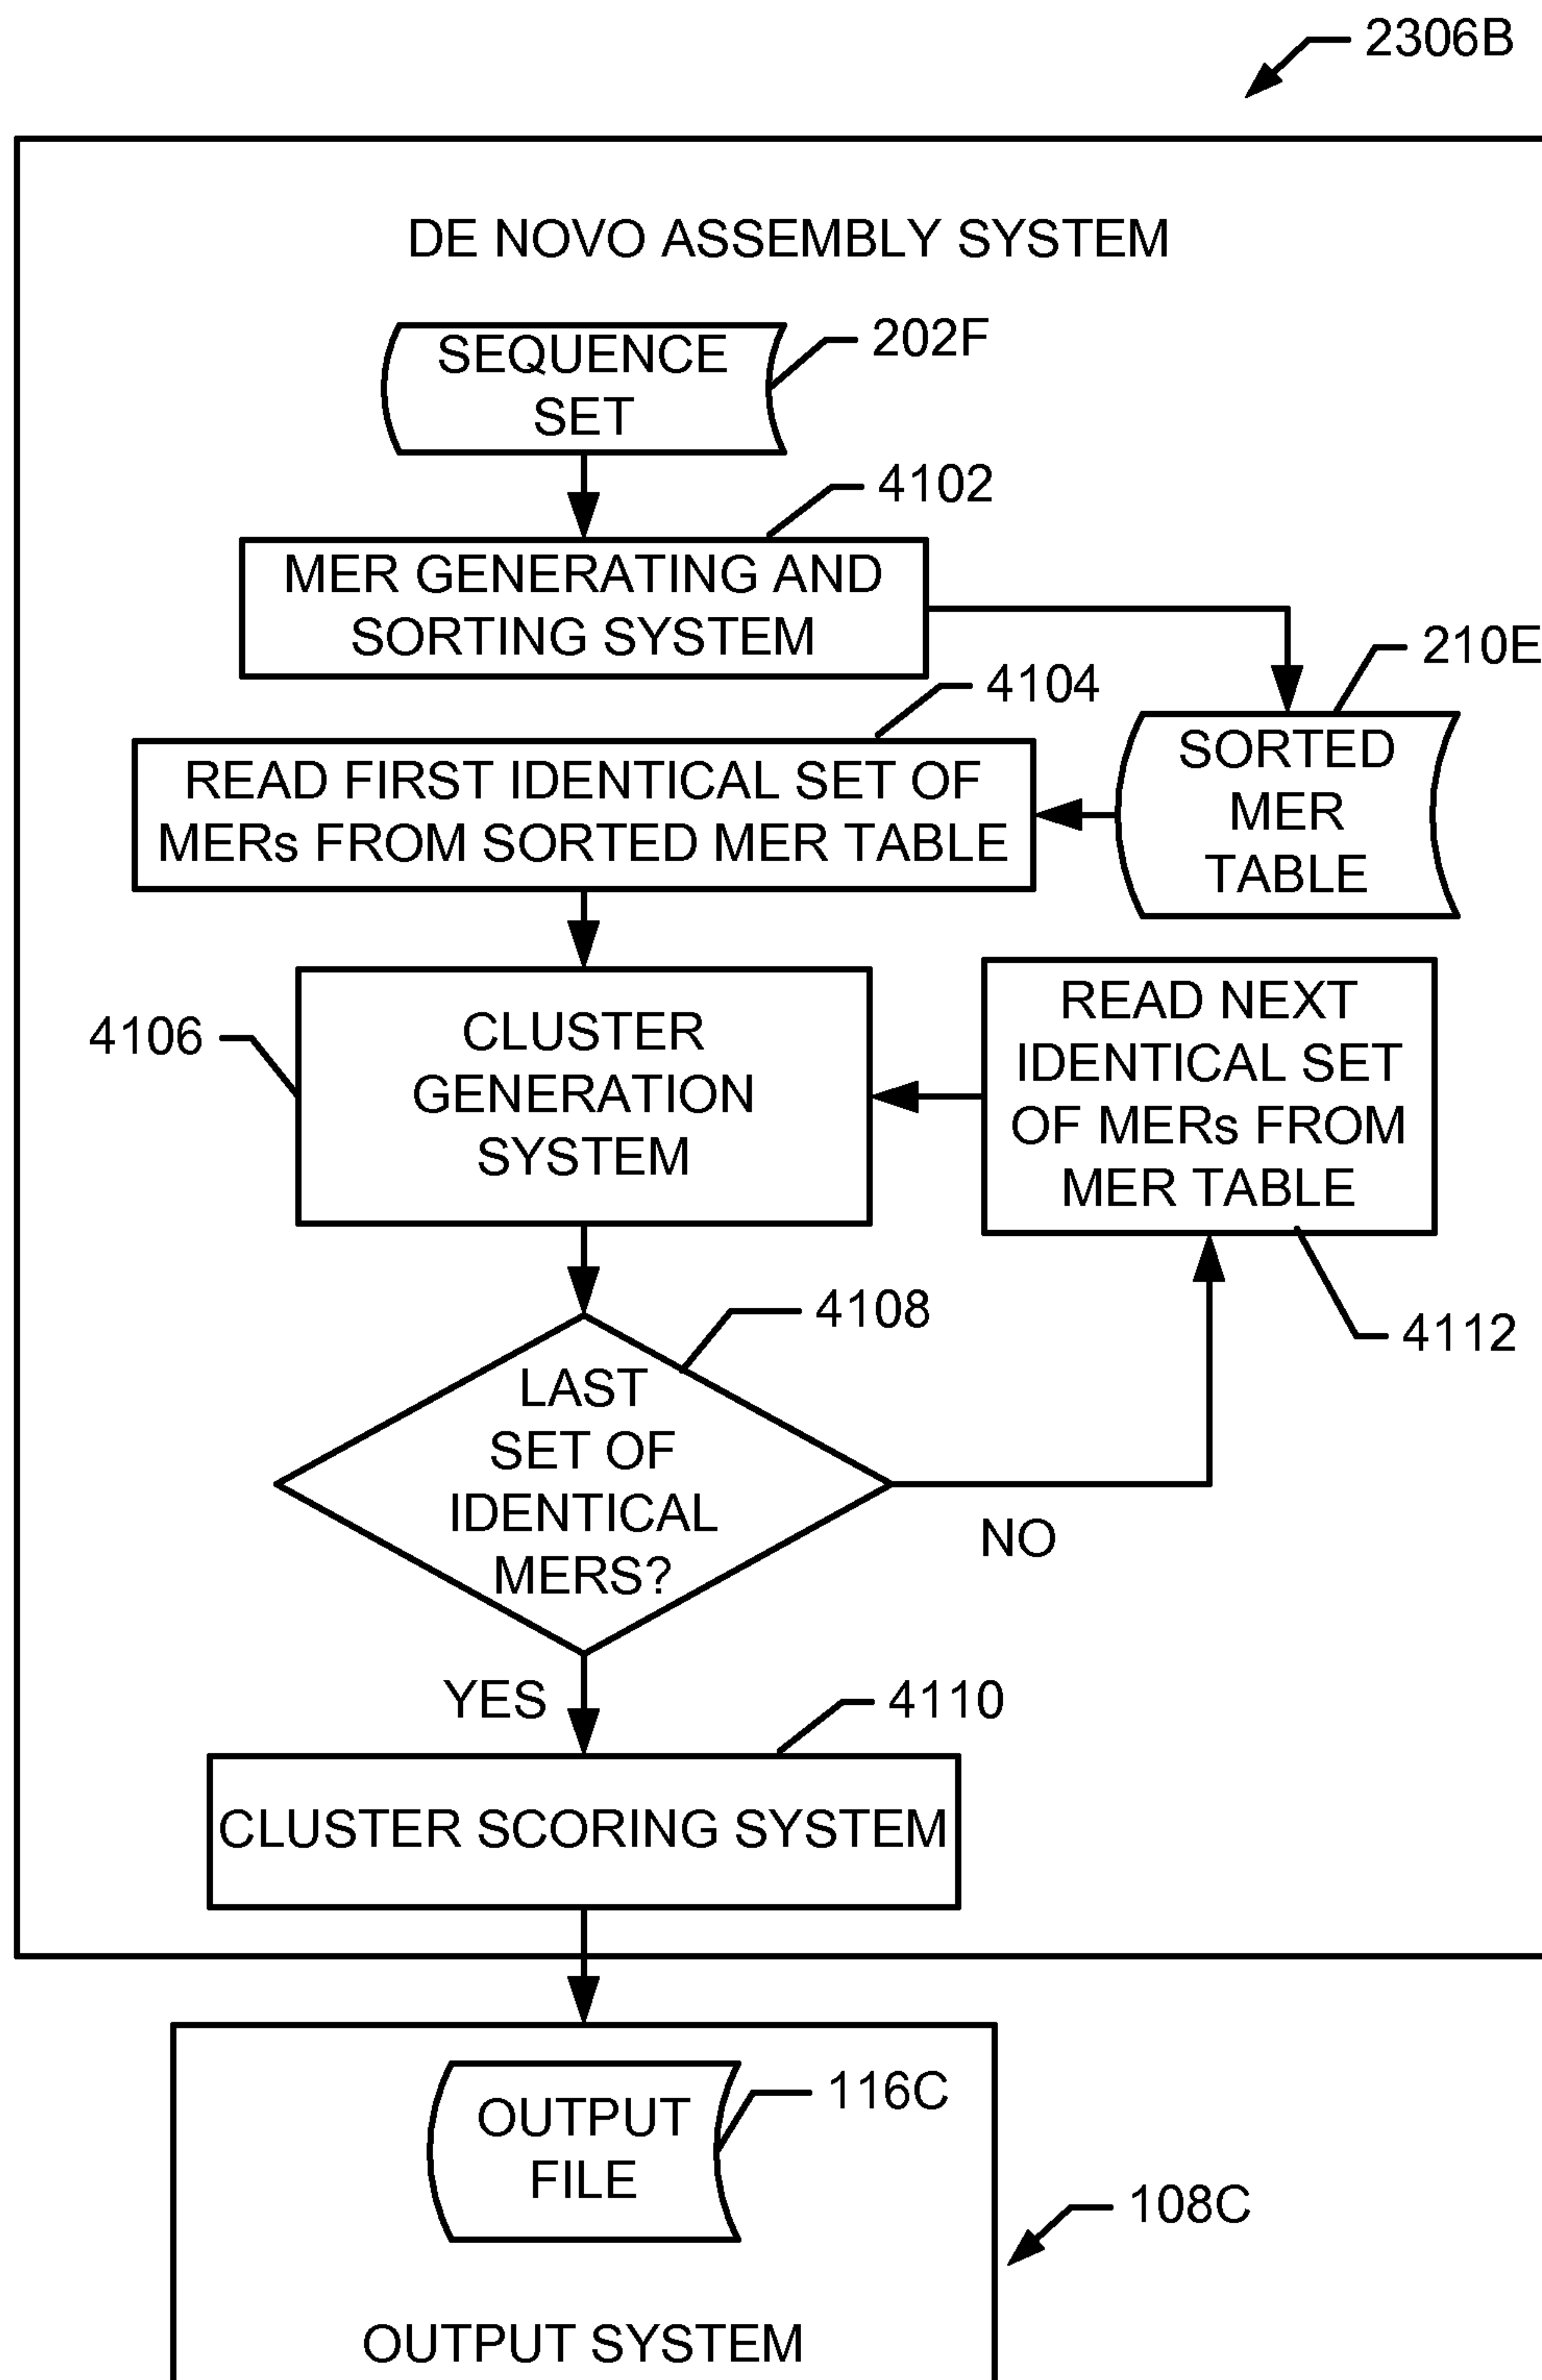 2306B
DE NOVO ASSEMBLY SYSTEM
SEQUENCE
SET
202F
4102
MER GENERATING AND
SORTING SYSTEM
210E
4104
READ FIRST IDENTICAL SET OF
MERs FROM SORTED MER TABLE
SORTED
MER
TABLE
4106
CLUSTER
GENERATION
SYSTEM
READ NEXT
IDENTICAL SET
OF MERs FROM
MER TABLE
4108
4112
LAST
SET OF
IDENTICAL
MERS?
NO
YES
4110
CLUSTER SCORING SYSTEM
OUTPUT
FILE
116C
108C
OUTPUT SYSTEM